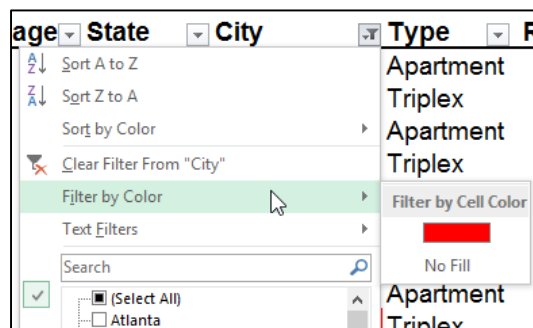 age State City Type R
Sort A to Z
Sort Z to A
Sort by Color
Clear Filter From "City"
Filter by Color
Text Filters
Search
(Select All)
Atlanta
Apartment
Triplex
Apartment
Triplex
Filter by Cell Color
No Fill
Apartment
Triplex